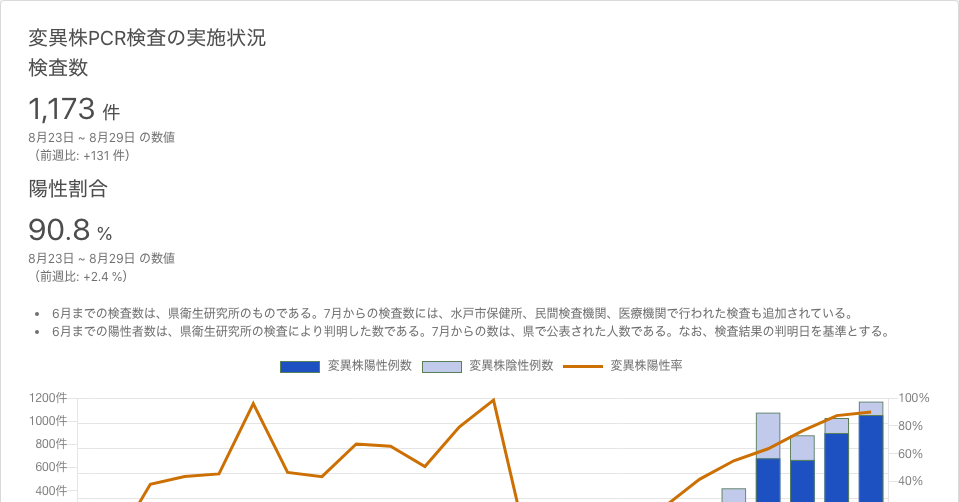 変異株PCR検査の実施状況
検査数
1,173 件
8月23日 ~ 8月29日 の数値
（前週比: +131 件）
陽性割合
90.8 %
8月23日 ~ 8月29日 の数値
（前週比: +2.4 %）
• 6月までの検査数は、県衛生研究所のものである。7月からの検査数には、水戸市保健所、民間検査機関、医療機関で行われた検査も追加されている。
• 6月までの陽性者数は、県衛生研究所の検査により判明した数である。7月からの数は、県で公表された人数である。なお、検査結果の判明日を基準とする。
変異株陽性例数 変異株陰性例数 変異株陽性率
1200件 100%
1000件
800件 80%
600件 60%
400件 40%